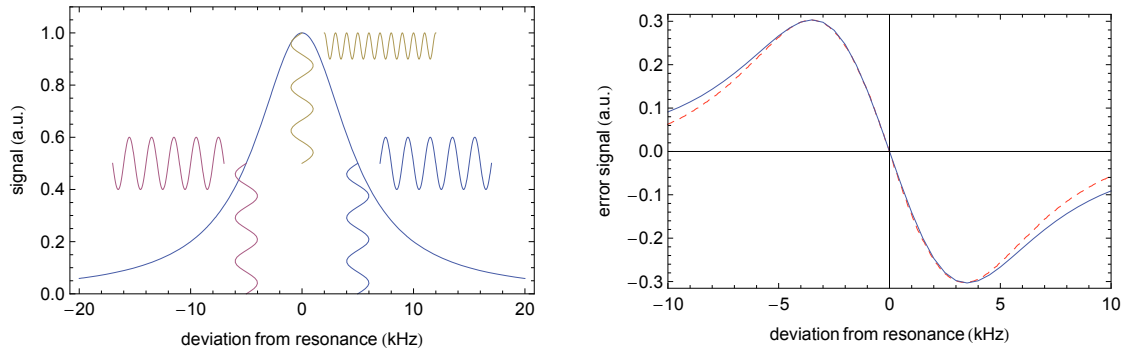 1.0
0.8
0.6
0.4
0.2
0.0
signal (a.u.)
−20 −10 0 10 20
deviation from resonance (kHz)
0.3
0.2
0.1
0.0
−0.1
−0.2
−0.3
error signal (a.u.)
−10 −5 0 5 10
deviation from resonance (kHz)